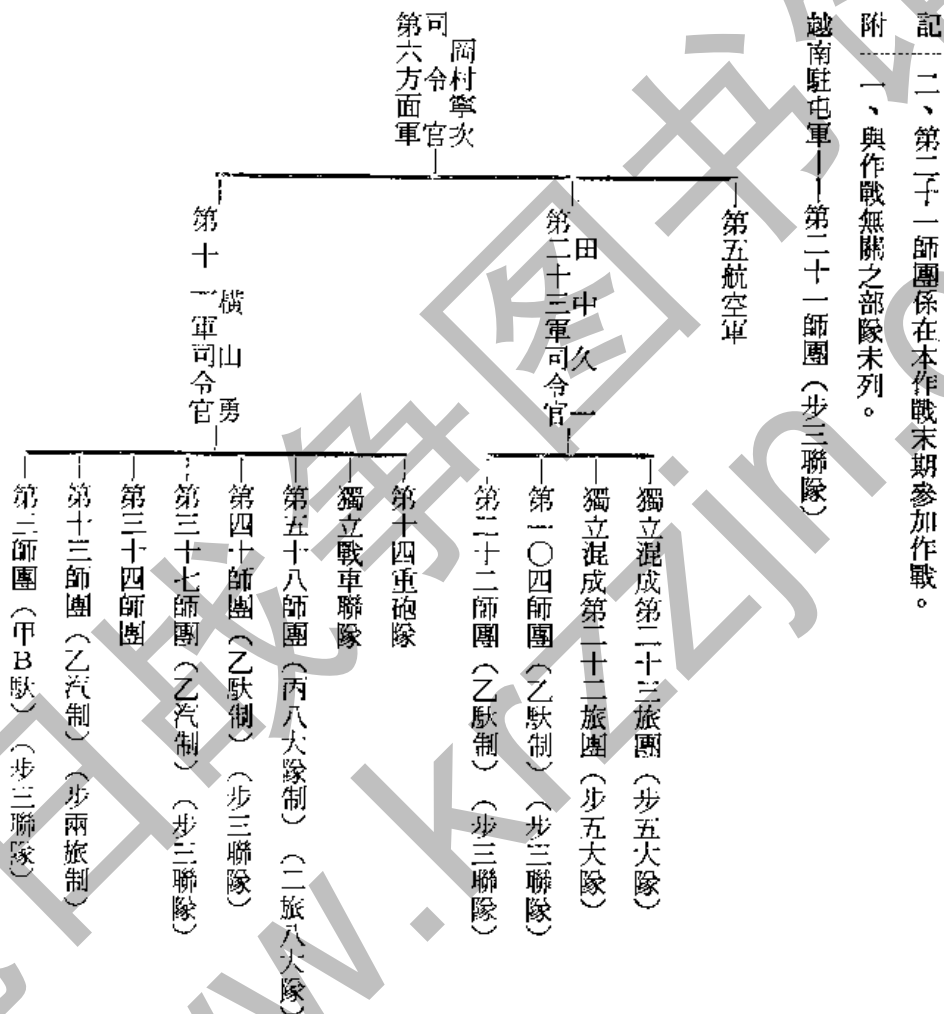 第六方面軍
司令官
岡村寧次
第十一軍司令官
橫山勇
第三師團（甲B馱）（步三聯隊）
第十三師團（乙汽制）（步兩旅制）
第三十四師團
第三十七師團（乙汽制）（步三聯隊）
第四十師團（乙馱制）（步三聯隊）
第五十八師團（丙八大隊制）（二旅八大隊）
獨立戰車聯隊
第十四重砲隊
第二十三軍司令官
田中久一
第二十二師團（乙馱制）（步三聯隊）
第一〇四師團（乙馱制）（步三聯隊）
獨立混成第二十二旅團（步五大隊）
獨立混成第二十三旅團（步五大隊）
第五航空軍
越南駐屯軍——第二十一師團（步三聯隊）
附 一、與作戰無關之部隊未列。
記 二、第二十一師團係在本作戰末期參加作戰。
日战争图书馆
w.krzzjn.c